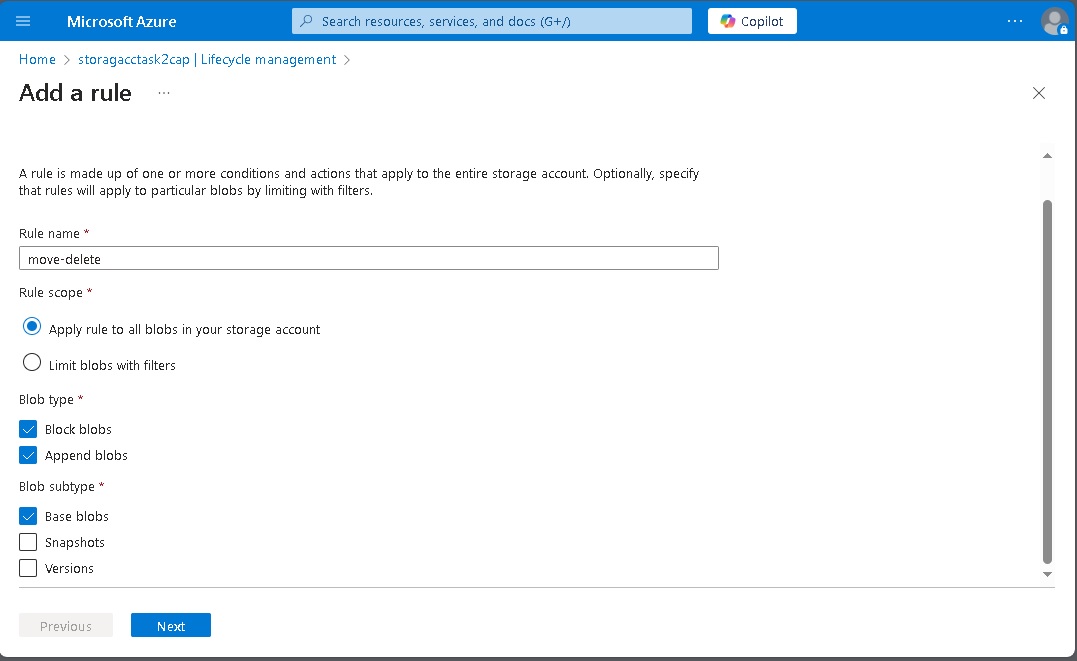 Microsoft Azure
Search resources, services, and docs (G+/)
Copilot
Home > storagacctask2cap | Lifecycle management >
Add a rule
A rule is made up of one or more conditions and actions that apply to the entire storage account. Optionally, specify
that rules will apply to particular blobs by limiting with filters.
Rule name *
move-delete
Rule scope *
Apply rule to all blobs in your storage account
Limit blobs with filters
Blob type *
Block blobs
Append blobs
Blob subtype *
Base blobs
Snapshots
Versions
Previous
Next